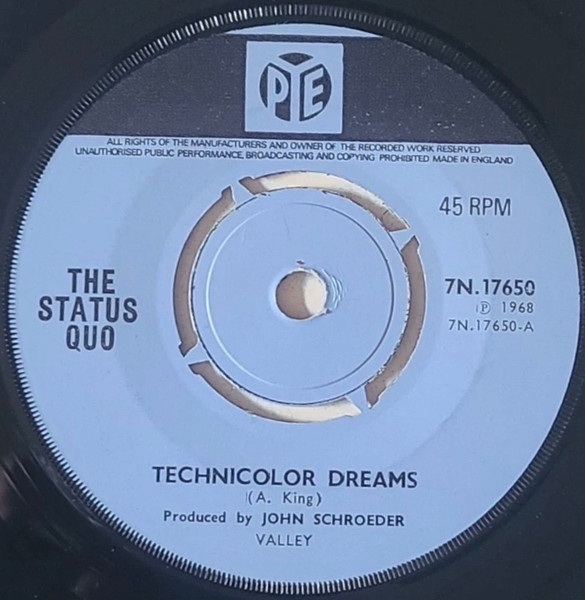 PYE
ALL RIGHTS OF THE MANUFACTURERS AND OWNER OF THE RECORDED WORK RESERVED
UNAUTHORISED PUBLIC PERFORMANCE, BROADCASTING AND COPYING PROHIBITED MADE IN ENGLAND
45 RPM
THE
STATUS
QUO
7N.17650
Ⓟ 1968
7N.17650-A
TECHNICOLOR DREAMS
(A. King)
Produced by JOHN SCHROEDER
VALLEY